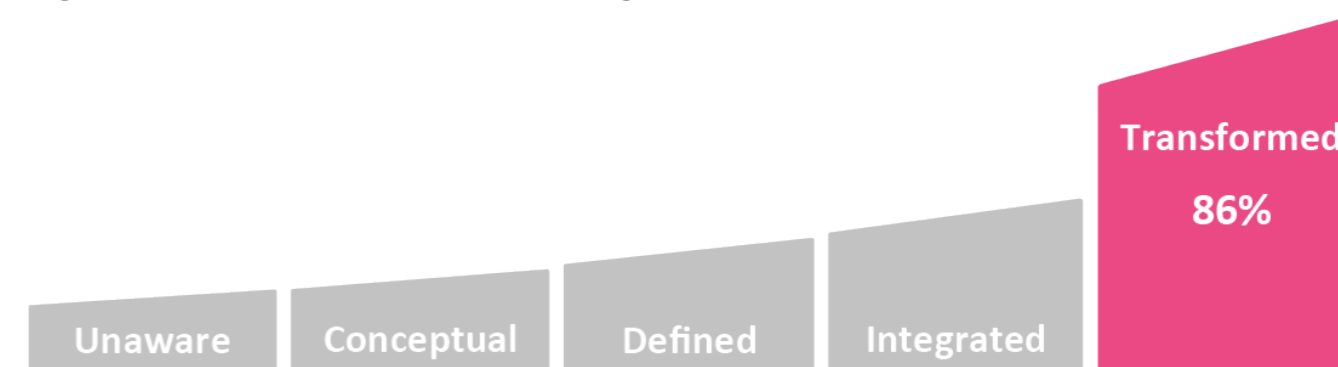 Unaware
Conceptual
Defined
Integrated
Transformed
86%